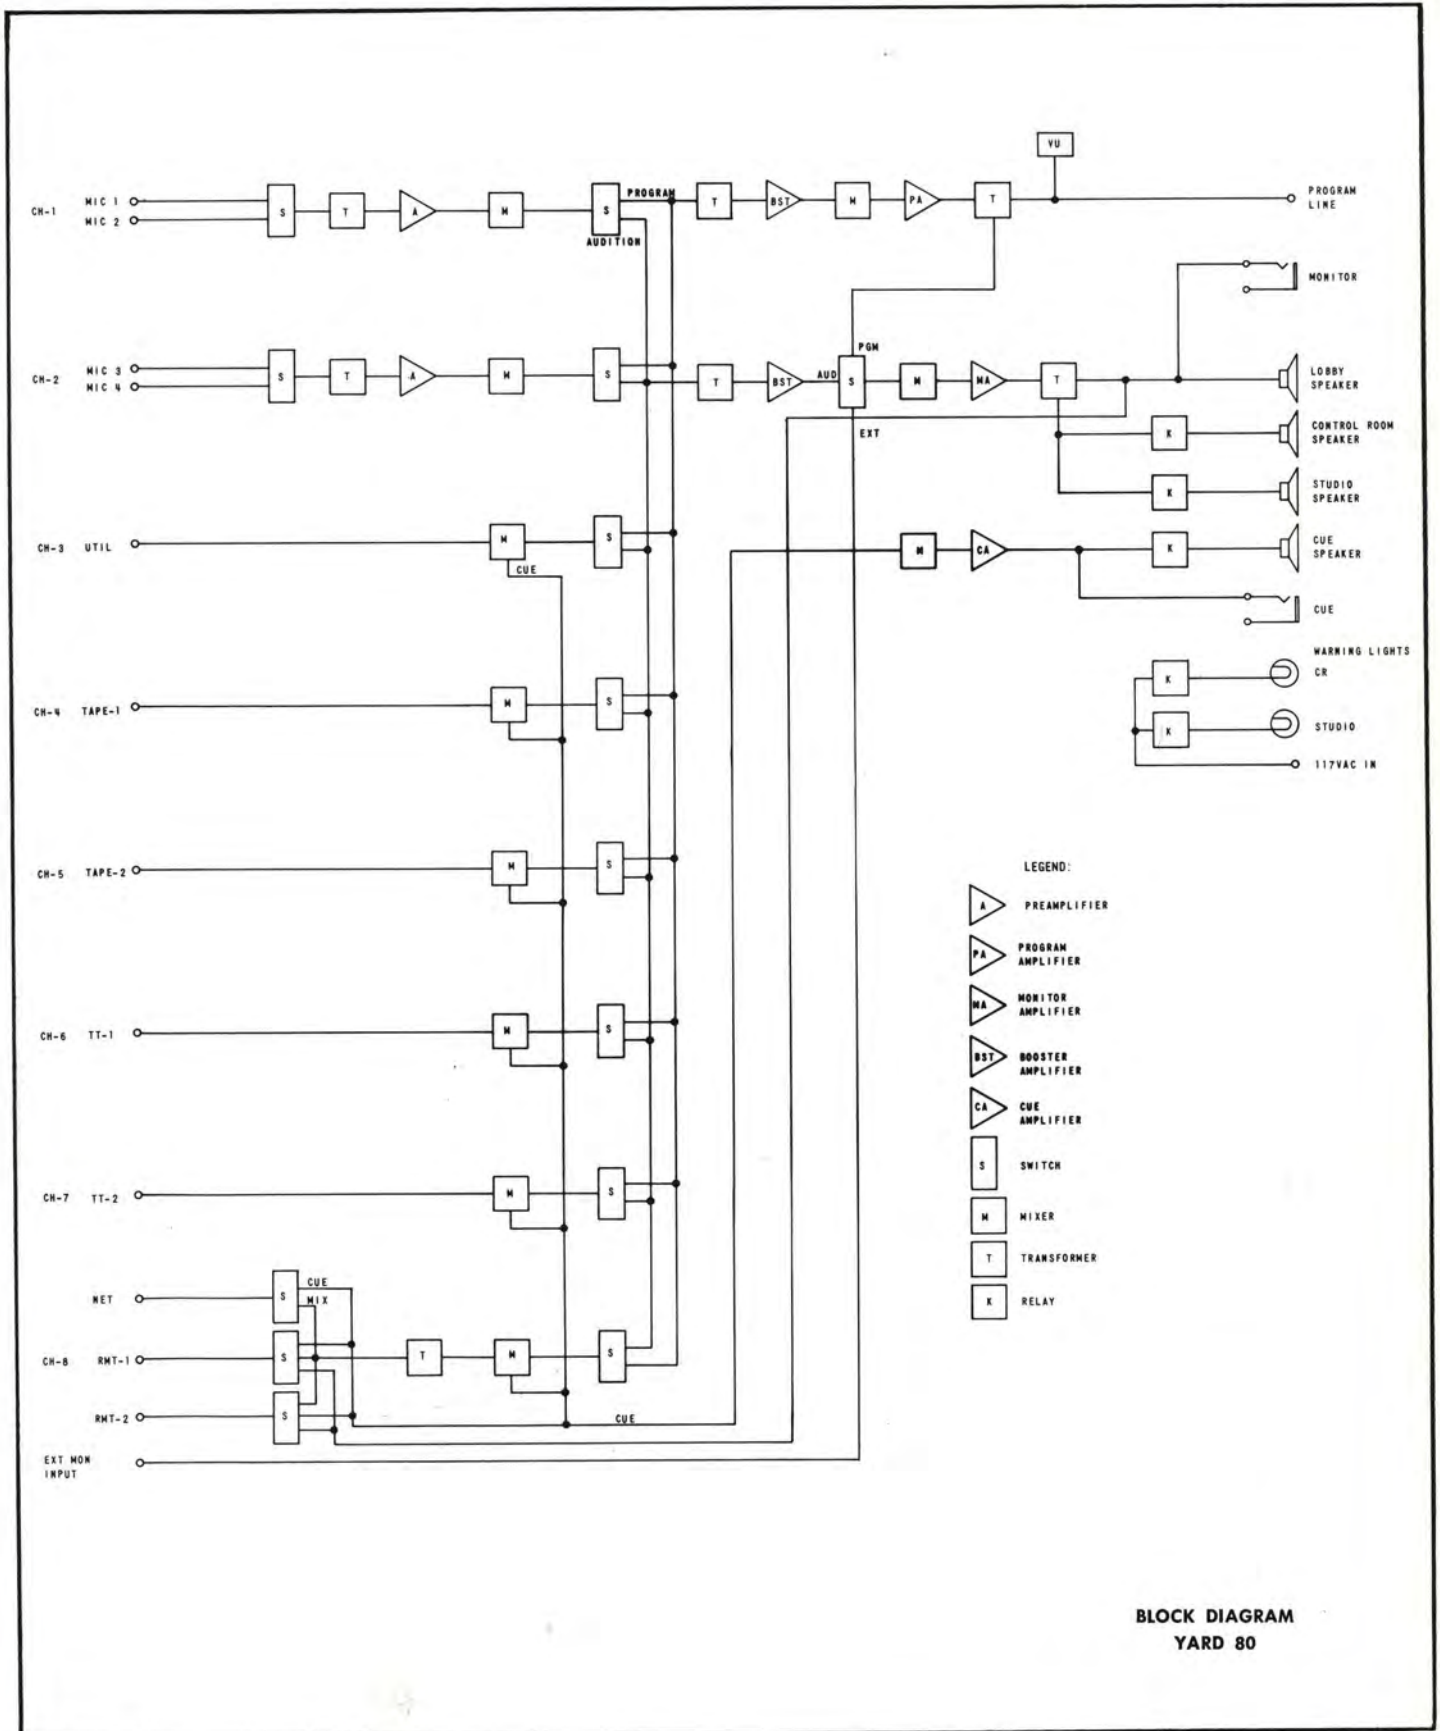 VU
CH-1 MIC 1
MIC 2
S T A M S
PROGRAM
AUDITION
T BST M PA T
PROGRAM
LINE
MONITOR
CH-2 MIC 3
MIC 4
S T A M S
T BST AUD S
PGM
EXT
M MA T
LOBBY
SPEAKER
K
CONTROL ROOM
SPEAKER
K
STUDIO
SPEAKER
CH-3 UTIL
M S
CUE
M CA K
CUE
SPEAKER
CUE
WARNING LIGHTS
K CR
K STUDIO
117VAC IN
CH-4 TAPE-1
M S
CH-5 TAPE-2
M S
CH-6 TT-1
M S
CH-7 TT-2
M S
NET
S
CUE
MIX
CH-8 RMT-1
S T M S
RMT-2
S
CUE
EXT MON
INPUT
LEGEND:
A PREAMPLIFIER
PA PROGRAM
AMPLIFIER
MA MONITOR
AMPLIFIER
BST BOOSTER
AMPLIFIER
CA CUE
AMPLIFIER
S SWITCH
M MIXER
T TRANSFORMER
K RELAY
BLOCK DIAGRAM
YARD 80